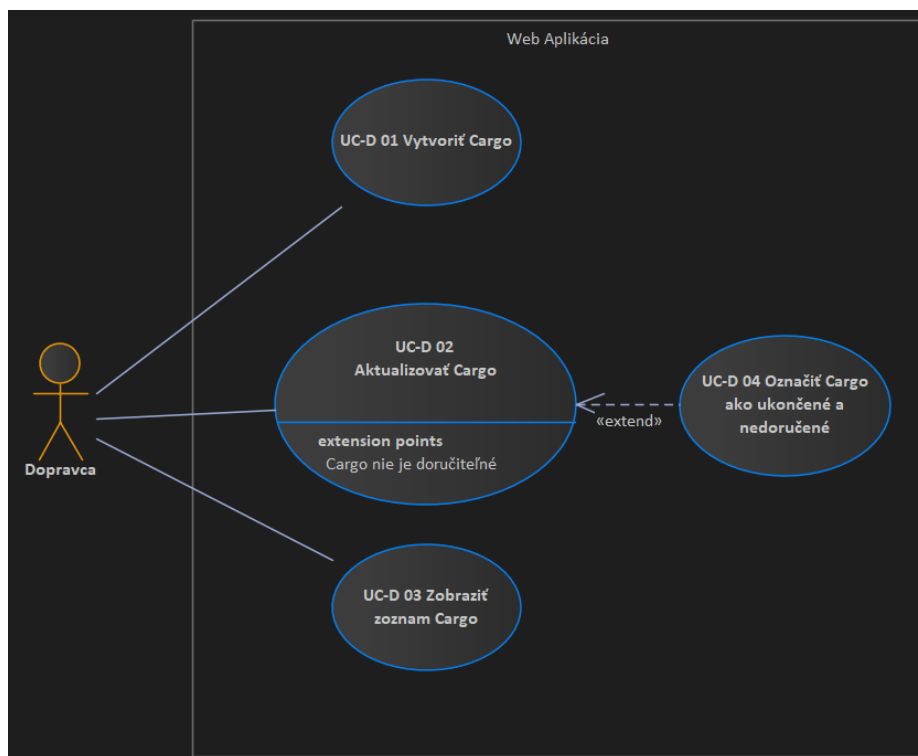 Web Aplikácia
UC-D 01 Vytvoriť Cargo
UC-D 02
Aktualizovať Cargo
extension points
Cargo nie je doručiteľné
«extend»
UC-D 04 Označiť Cargo
ako ukončené a
nedoručené
Dopravca
UC-D 03 Zobraziť
zoznam Cargo